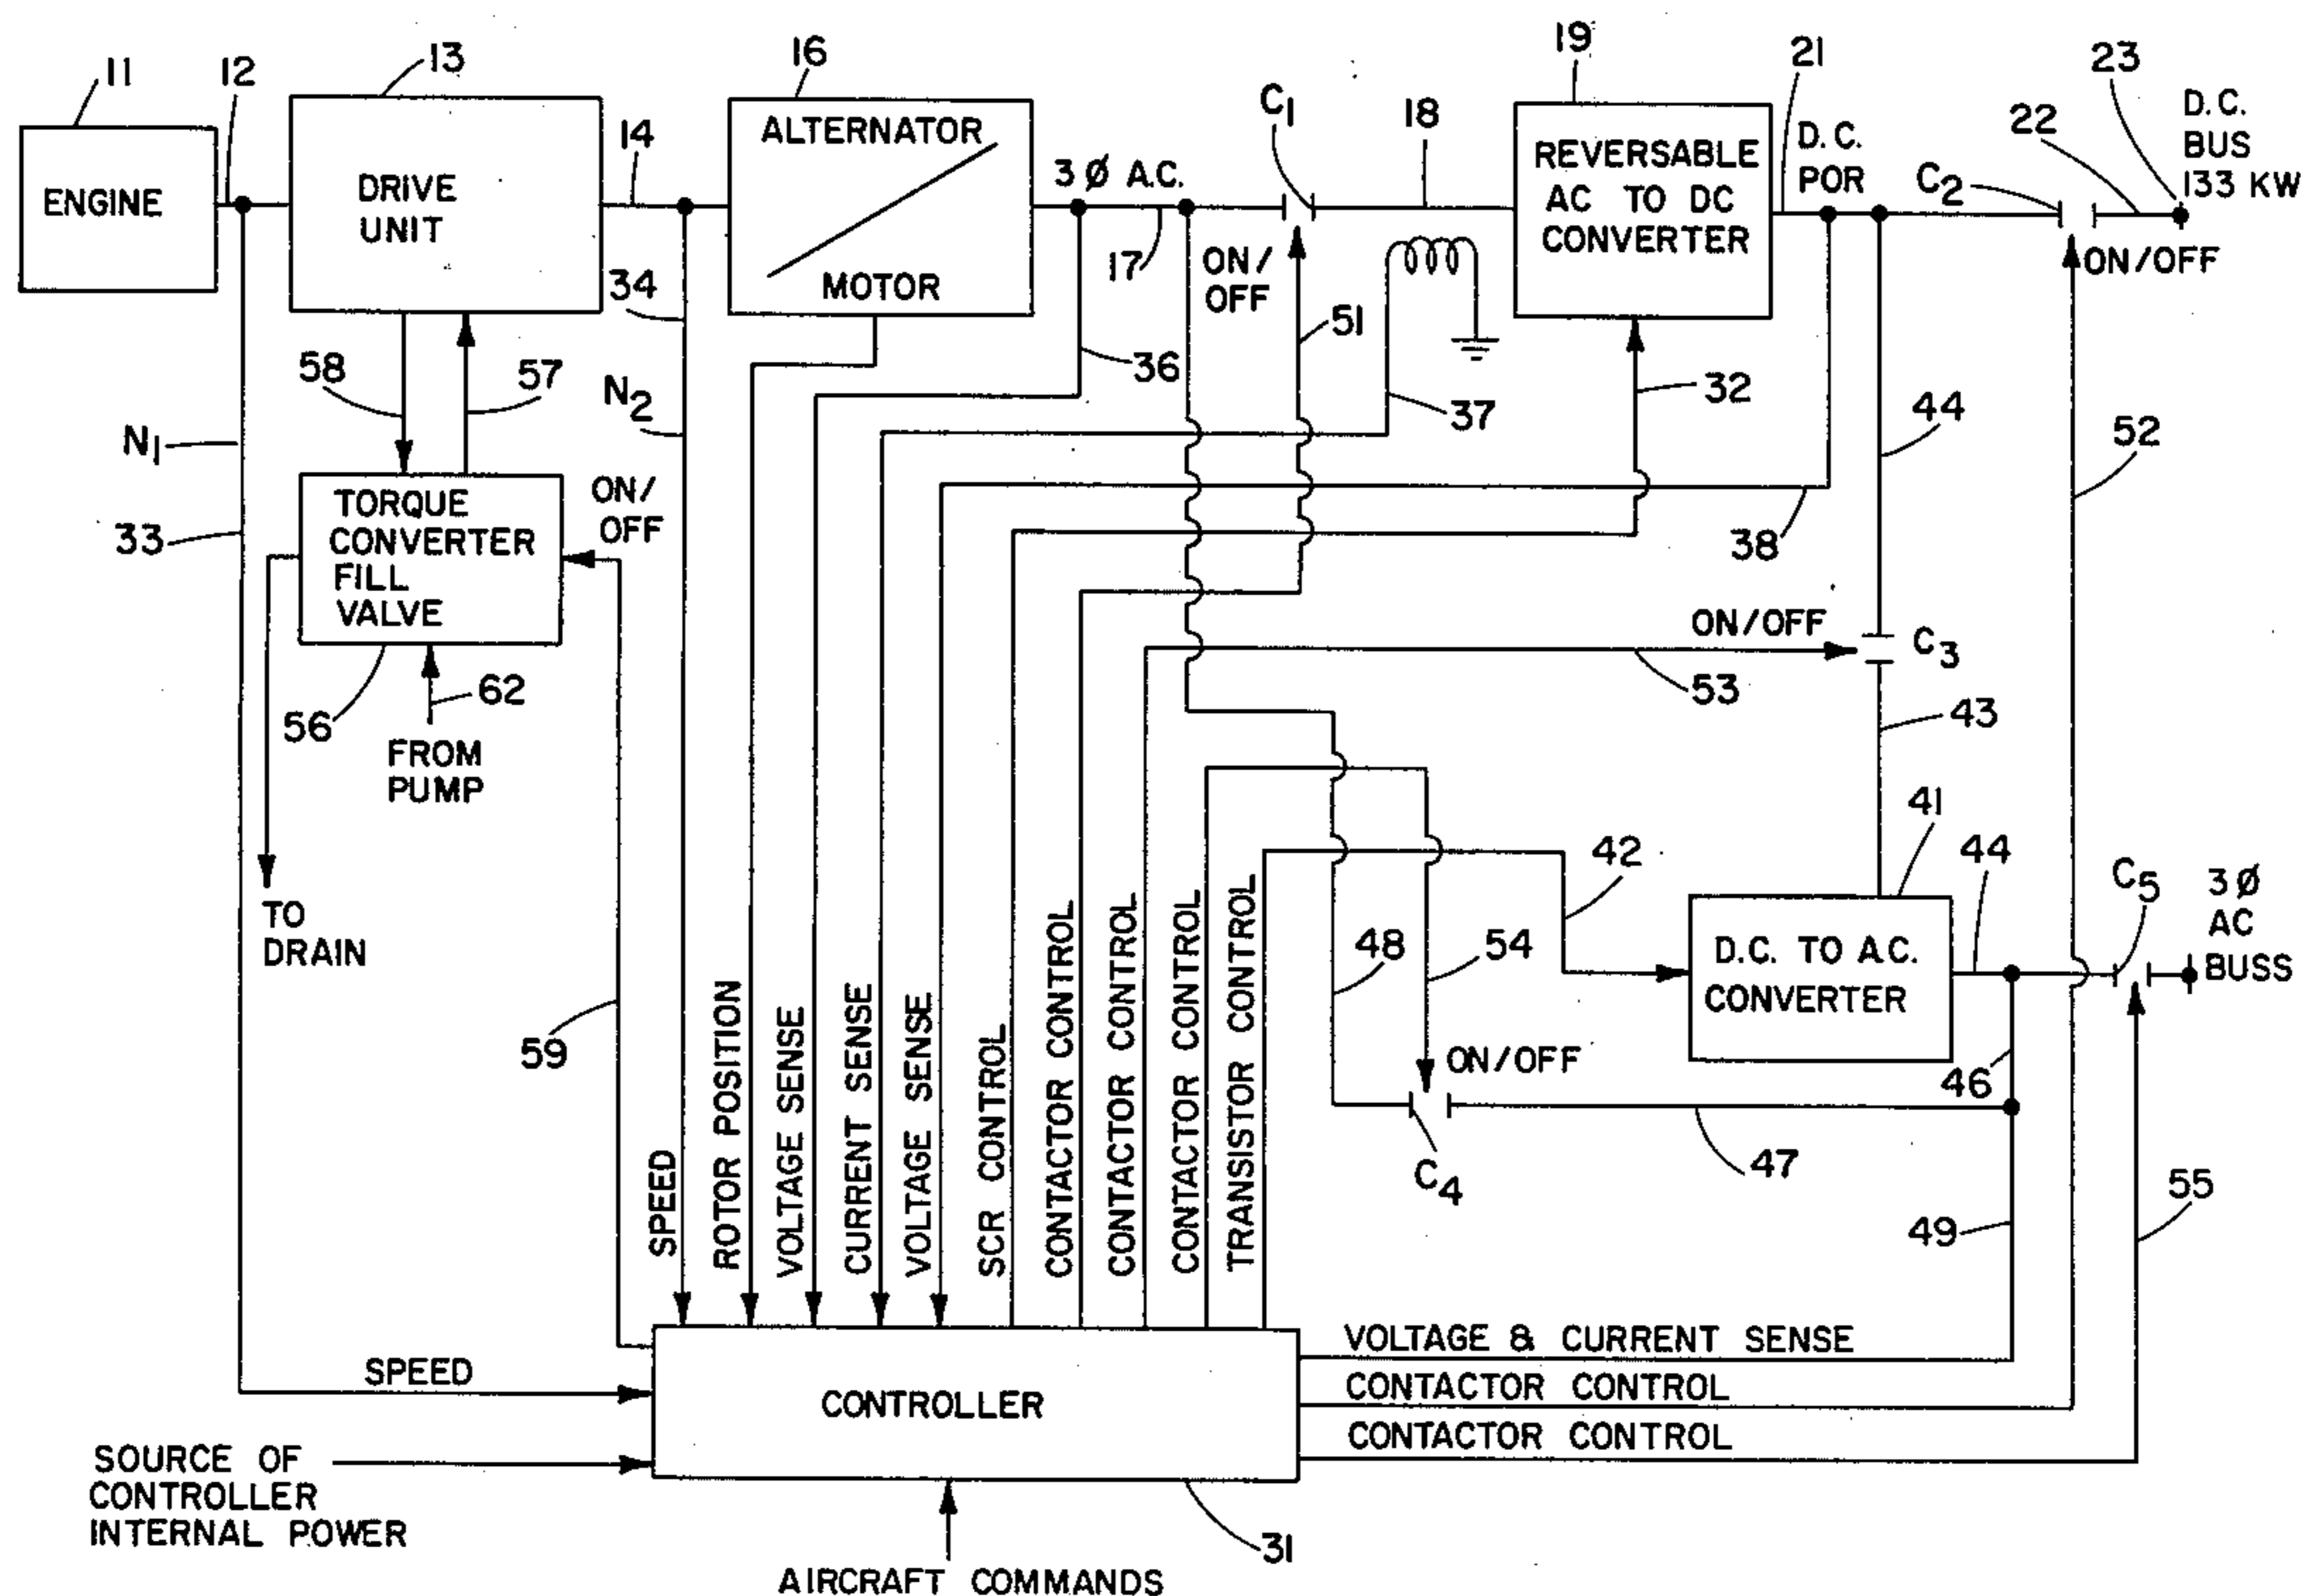 11
12
13
16
19
21
23
ENGINE
DRIVE
UNIT
14
ALTERNATOR
MOTOR
3Ø A.C.
17
C1
ON/
OFF
18
REVERSABLE
AC TO DC
CONVERTER
D.C.
POR
C2
22
ON/OFF
D.C.
BUS
133 KW
34
51
58
57
N2
36
37
32
44
52
N1
33
TORQUE
CONVERTER
FILL
VALVE
ON/
OFF
38
ON/OFF
C3
53
43
56
62
FROM
PUMP
TO
DRAIN
59
42
41
44
C5
3Ø
AC
BUSS
48
54
D.C. TO A.C.
CONVERTER
ON/OFF
46
C4
47
49
55
SPEED
ROTOR POSITION
VOLTAGE SENSE
CURRENT SENSE
VOLTAGE SENSE
SCR CONTROL
CONTACTOR CONTROL
CONTACTOR CONTROL
CONTACTOR CONTROL
TRANSISTOR CONTROL
VOLTAGE & CURRENT SENSE
CONTACTOR CONTROL
CONTACTOR CONTROL
SPEED
CONTROLLER
SOURCE OF
CONTROLLER
INTERNAL POWER
31
AIRCRAFT COMMANDS